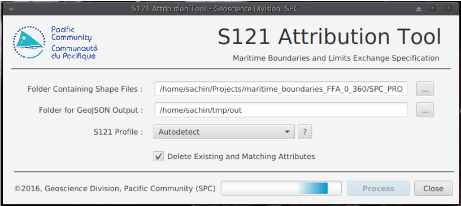 S121 Attribution Tool - Geoscience Division, SPC
Pacific
Community
Communauté
du Pacifique
S121 Attribution Tool
Maritime Boundaries and Limits Exchange Specification
Folder Containing Shape Files : /home/sachin/Projects/maritime_boundaries_FFA_0_360/SPC_PRO ...
Folder for GeoJSON Output : /home/sachin/tmp/out ...
S121 Profile : Autodetect ?
Delete Existing and Matching Attributes
©2016, Geoscience Division, Pacific Community (SPC) Process Close